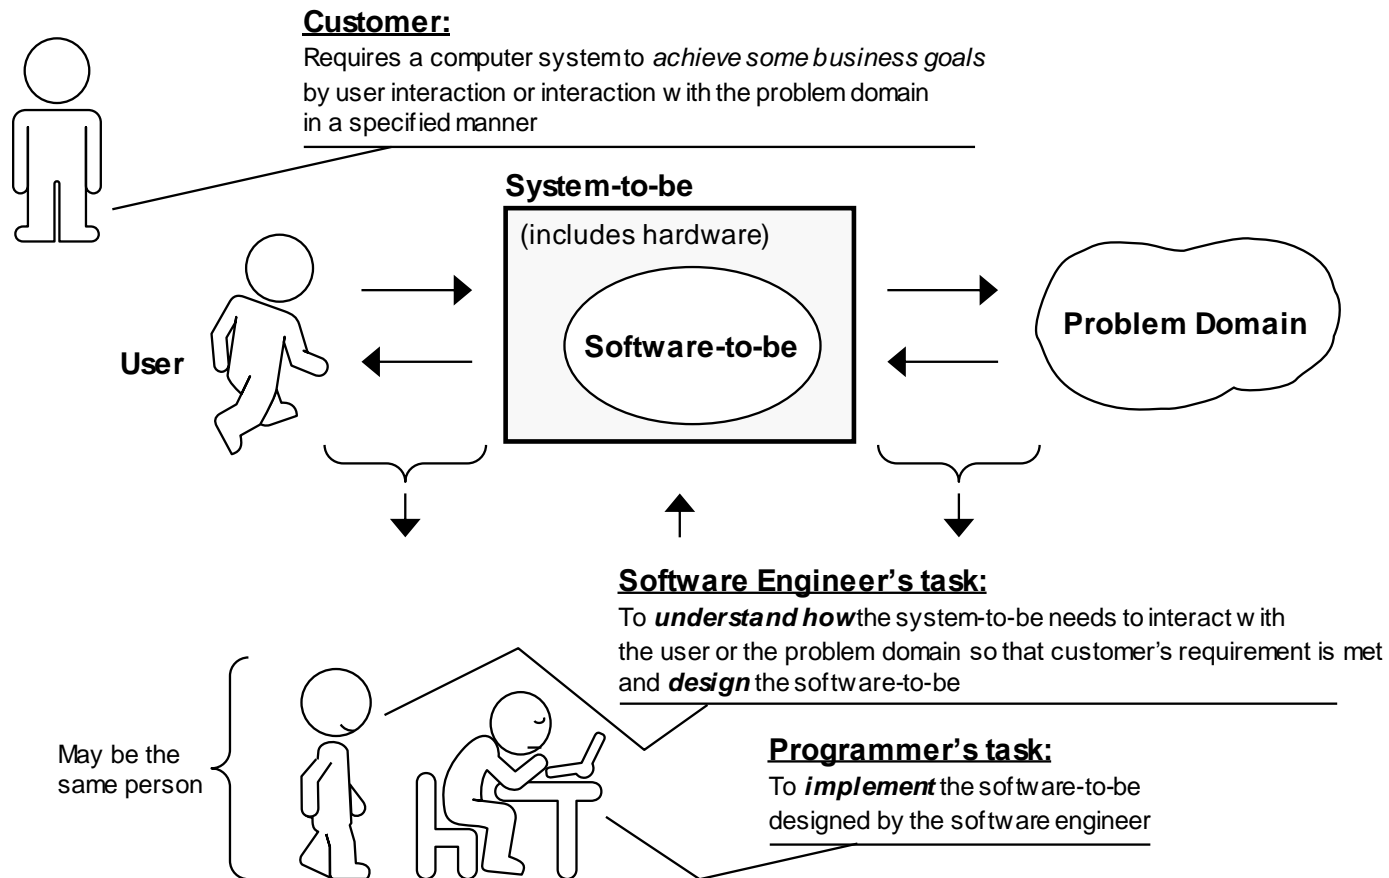 Customer:
Requires a computer system to achieve some business goals
by user interaction or interaction with the problem domain
in a specified manner
System-to-be
(includes hardware)
Software-to-be
Problem Domain
User
Software Engineer's task:
To understand how the system-to-be needs to interact with
the user or the problem domain so that customer's requirement is met
and design the software-to-be
May be the
same person
Programmer's task:
To implement the software-to-be
designed by the software engineer